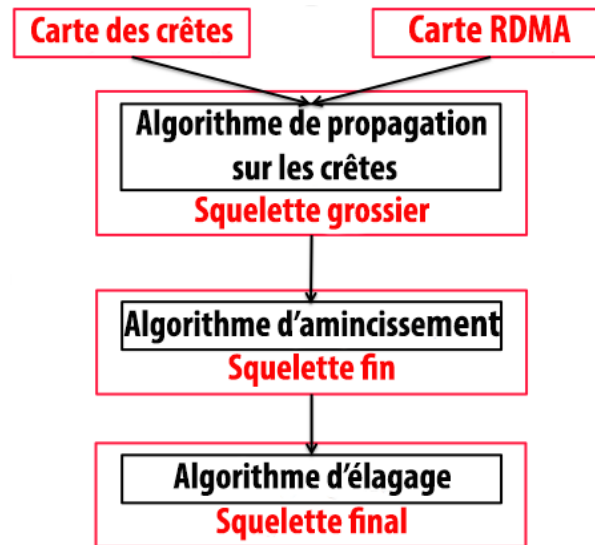 Carte des crêtes
Carte RDMA
Algorithme de propagation
sur les crêtes
Squelette grossier
Algorithme d'amincissement
Squelette fin
Algorithme d'élagage
Squelette final